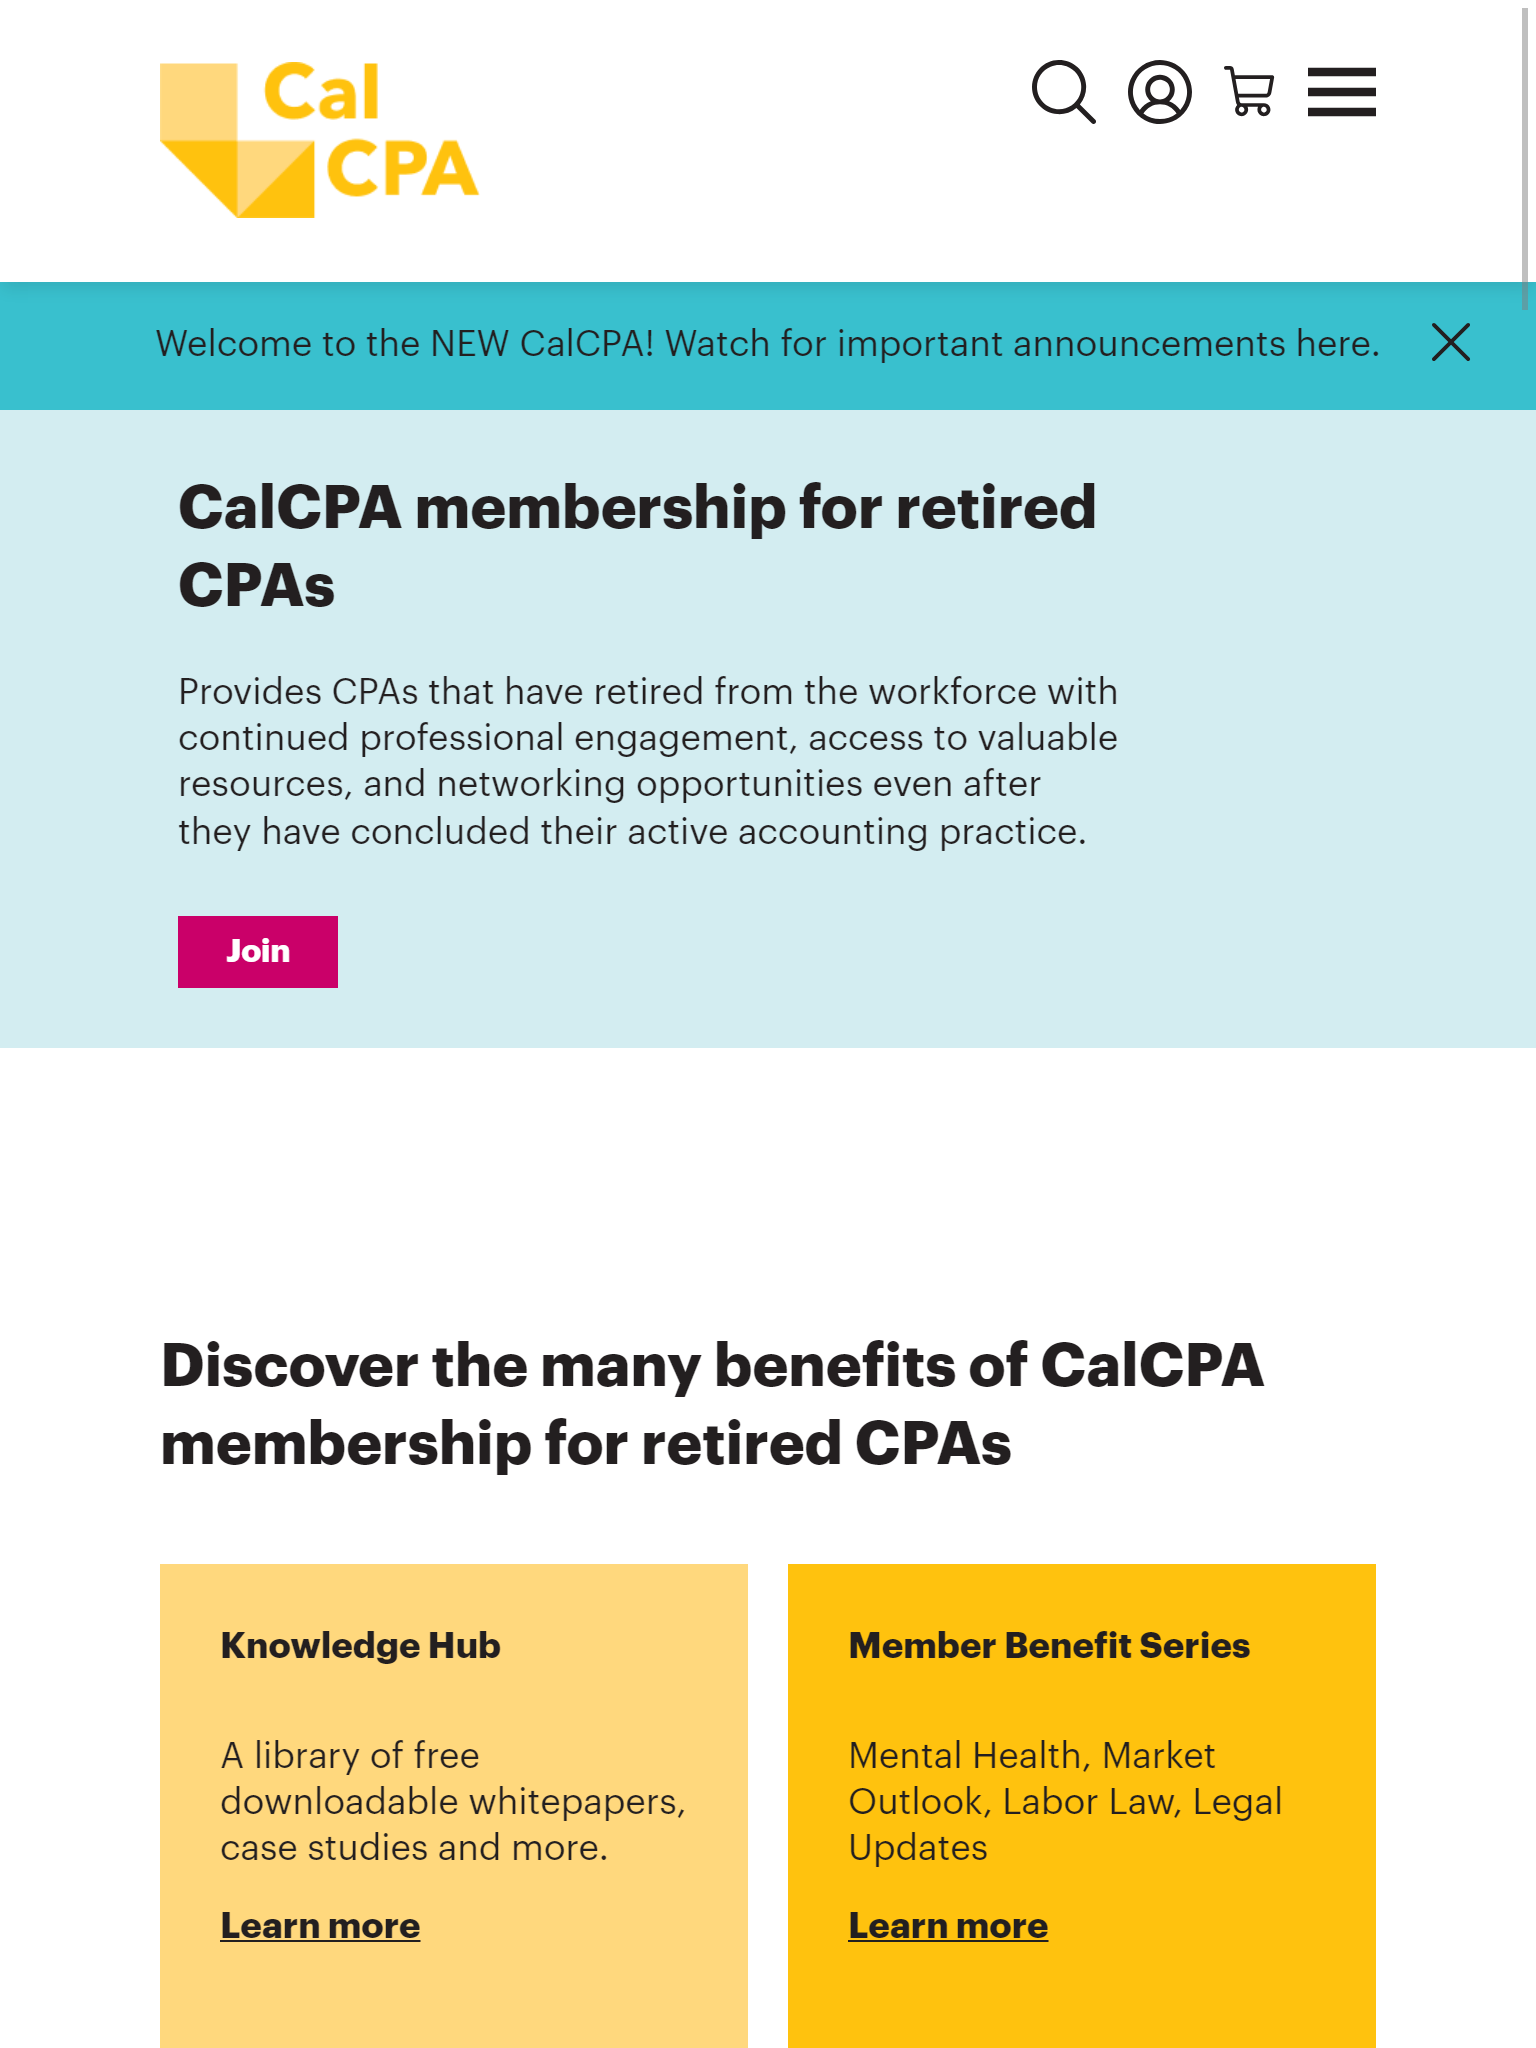 Cal
CPA
Welcome to the NEW CalCPA! Watch for important announcements here.
CalCPA membership for retired
CPAs
Provides CPAs that have retired from the workforce with
continued professional engagement, access to valuable
resources, and networking opportunities even after
they have concluded their active accounting practice.
Join
Discover the many benefits of CalCPA
membership for retired CPAs
Knowledge Hub
A library of free
downloadable whitepapers,
case studies and more.
Learn more
Member Benefit Series
Mental Health, Market
Outlook, Labor Law, Legal
Updates
Learn more